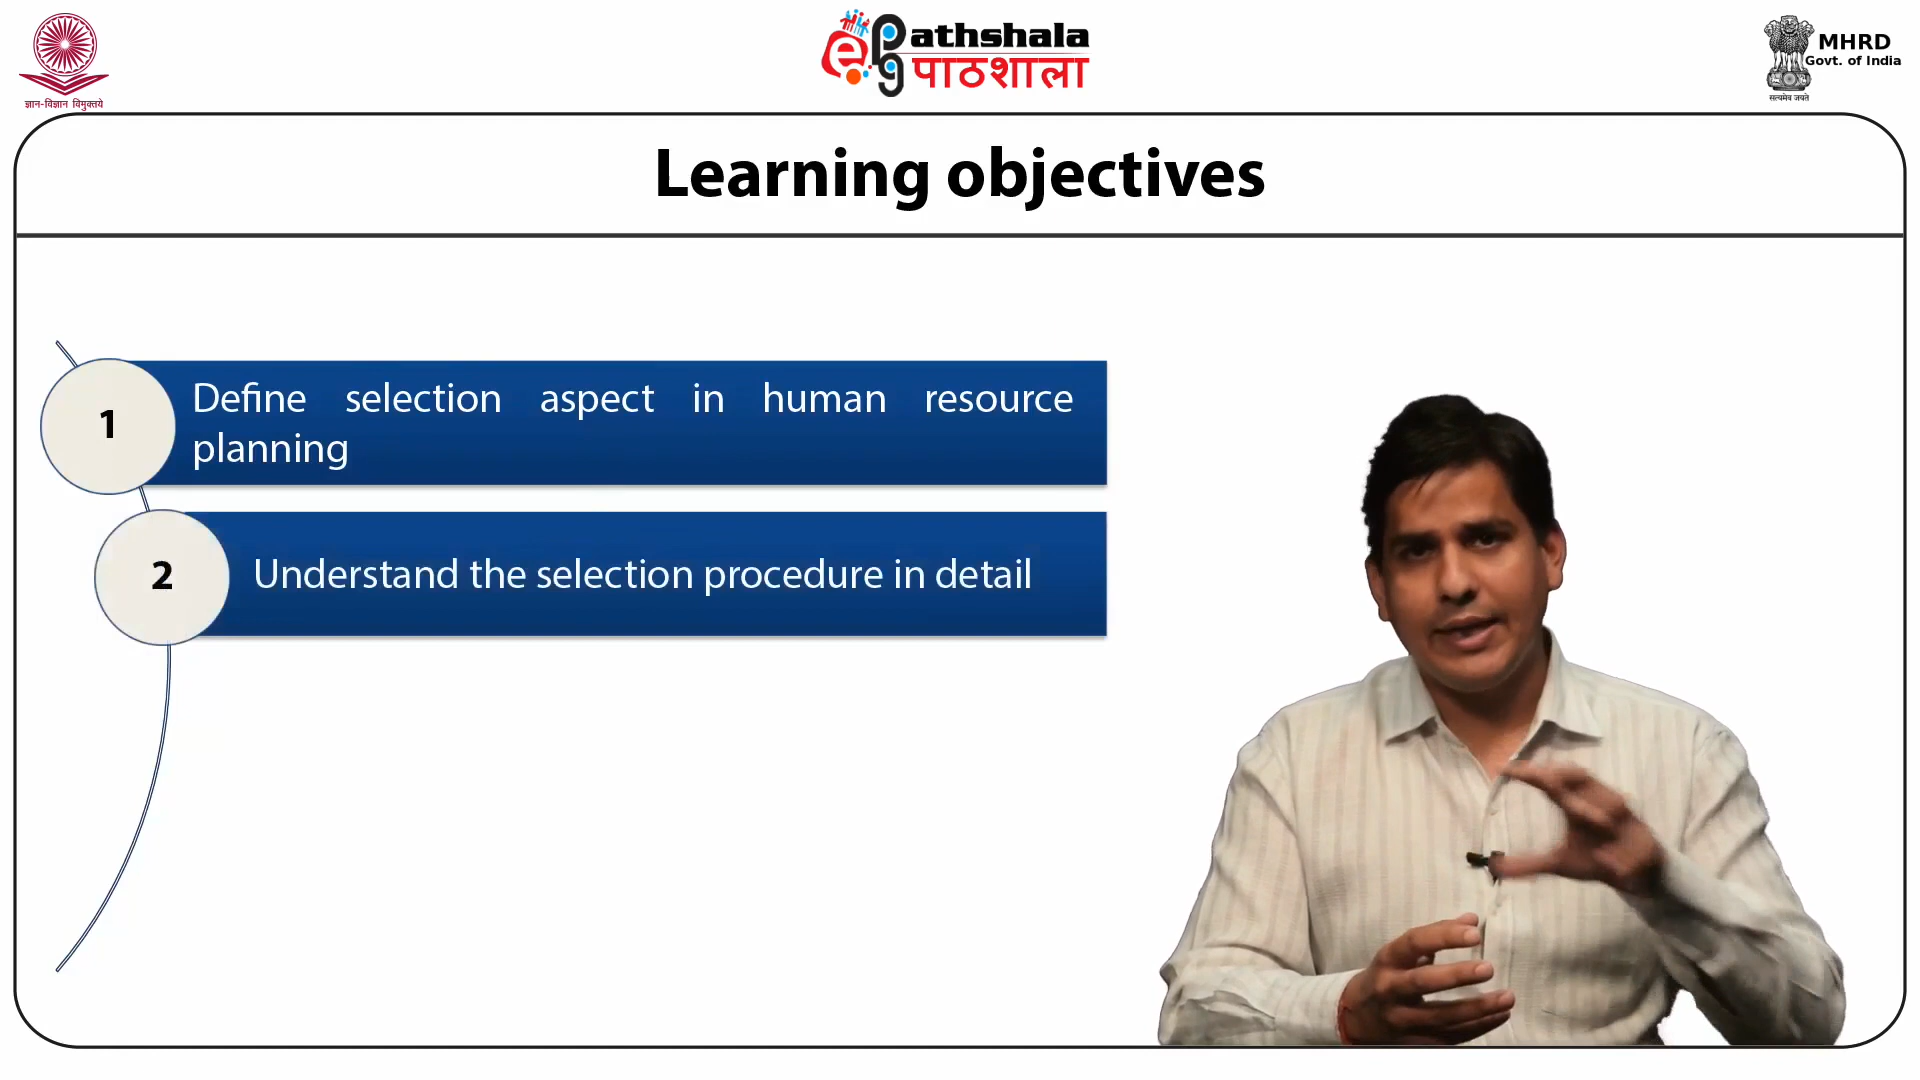 ज्ञान-विज्ञान विमुक्तये
e Pg athshala
पाठशाला
सत्यमेव जयते
MHRD
Govt. of India
Learning objectives
1
Define selection aspect in human resource
planning
2
Understand the selection procedure in detail